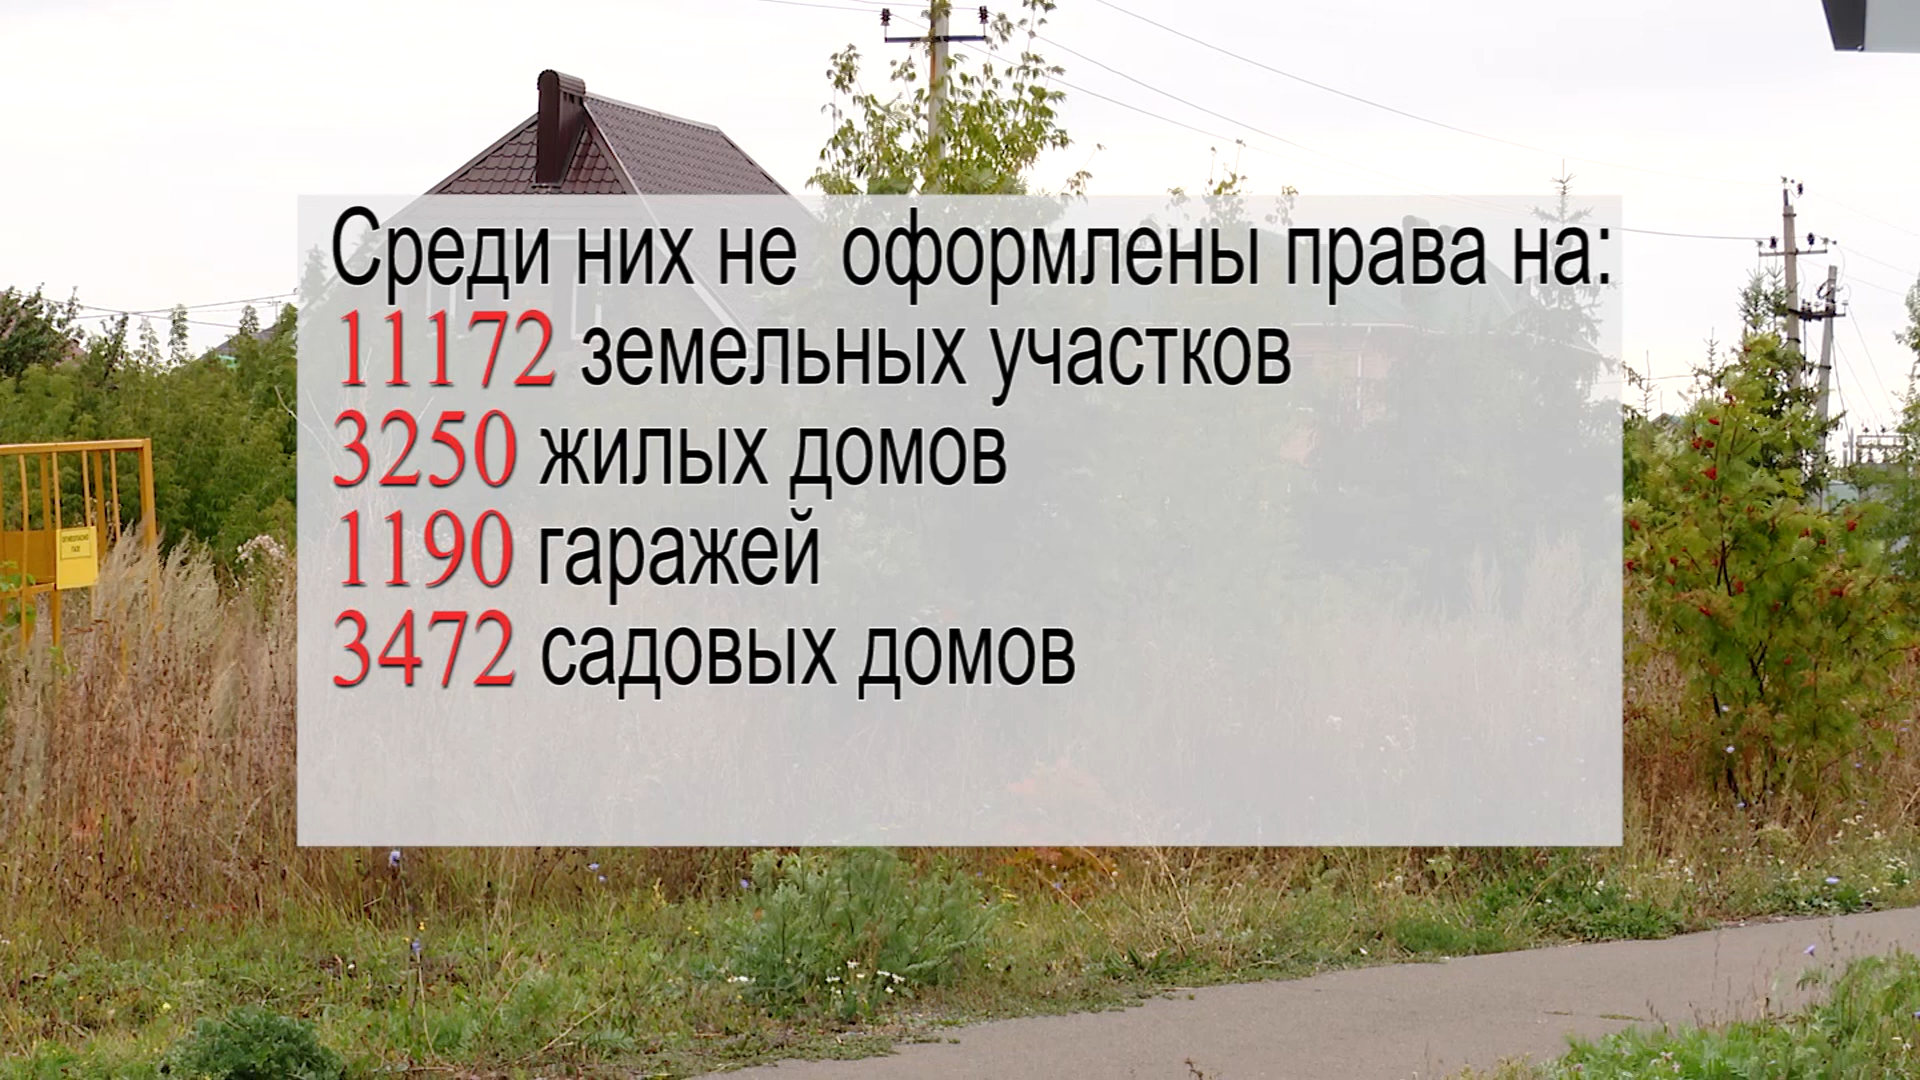 Среди них не оформлены права на:
11172 земельных участков
3250 жилых домов
1190 гаражей
3472 садовых домов